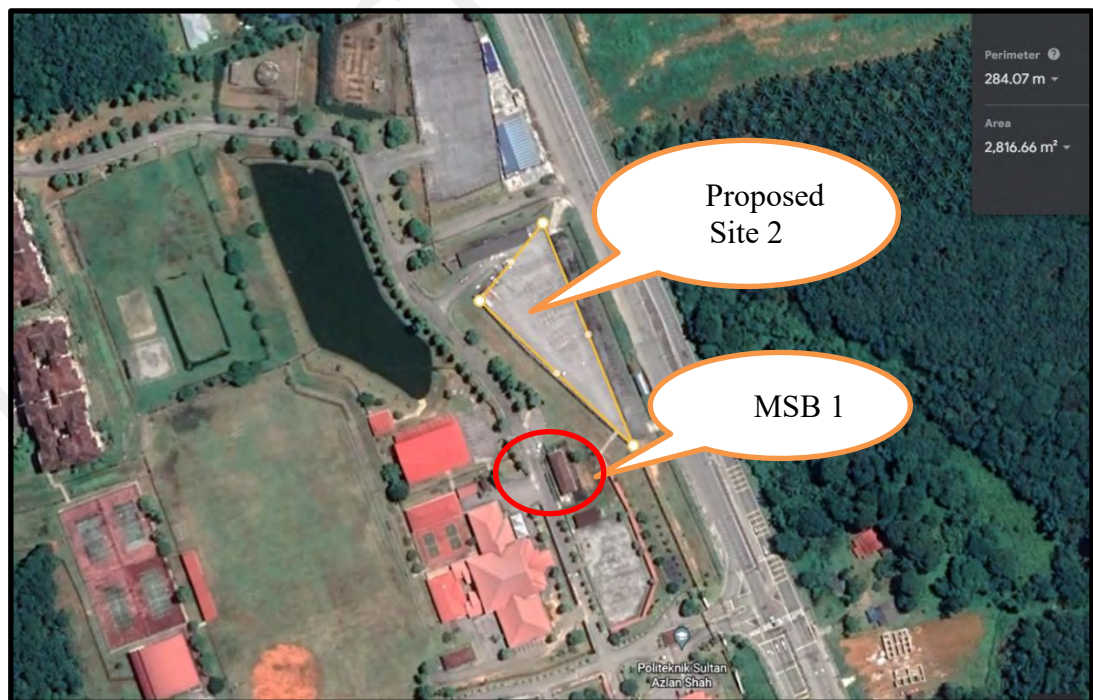 Perimeter
284.07 m
Area
2,816.66 m²
Proposed
Site 2
MSB 1
Politeknik Sultan
Azlan Shah